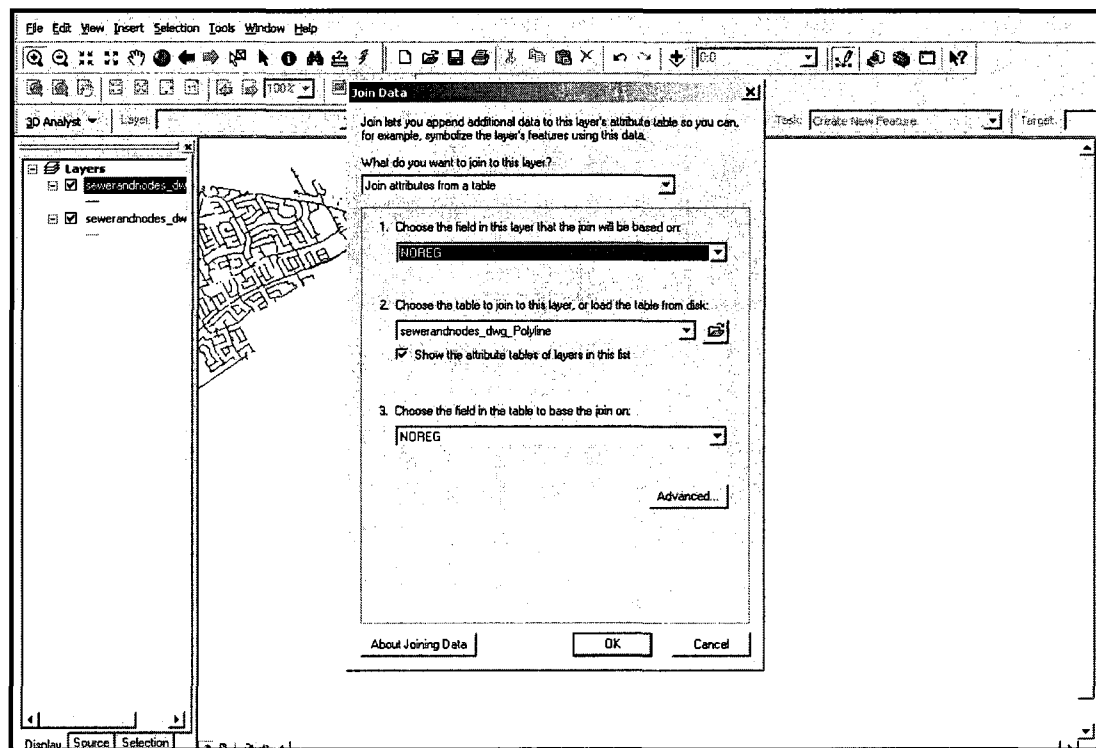 File Edit View Insert Selection Tools Window Help
0:0
100%
3D Analyst Layer: Task: Create New Feature Target:
Layers
sewerandnodes_dw
sewerandnodes_dw
Join Data
Join lets you append additional data to this layer's attribute table so you can,
for example, symbolize the layer's features using this data.
What do you want to join to this layer?
Join attributes from a table
1. Choose the field in this layer that the join will be based on:
NOREG
2. Choose the table to join to this layer, or load the table from disk:
sewerandnodes_dwg_Polyline
Show the attribute tables of layers in this list
3. Choose the field in the table to base the join on:
NOREG
Advanced...
About Joining Data OK Cancel
Display Source Selection